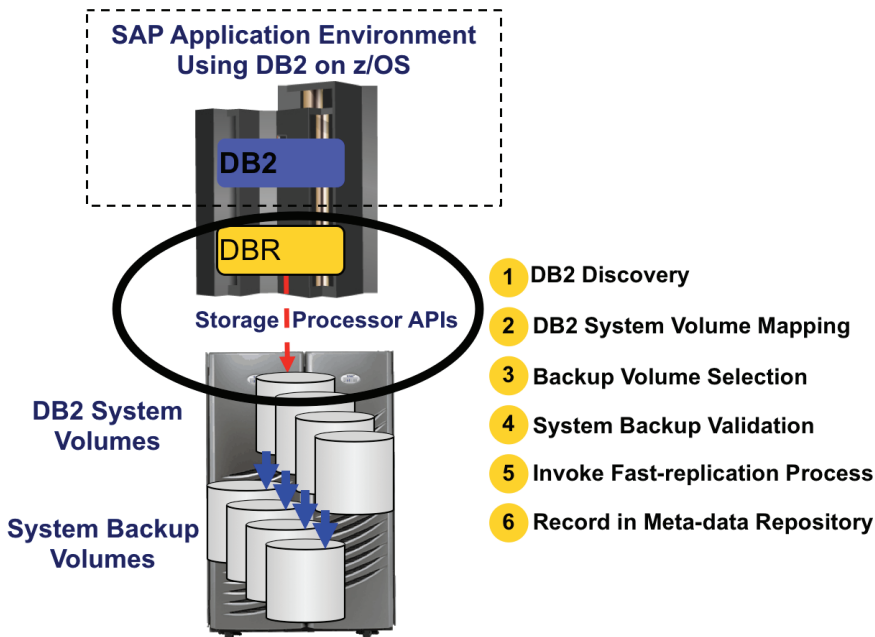 SAP Application Environment
Using DB2 on z/OS
DB2
DBR
Storage Processor APIs
DB2 System
Volumes
System Backup
Volumes
1 DB2 Discovery
2 DB2 System Volume Mapping
3 Backup Volume Selection
4 System Backup Validation
5 Invoke Fast-replication Process
6 Record in Meta-data Repository